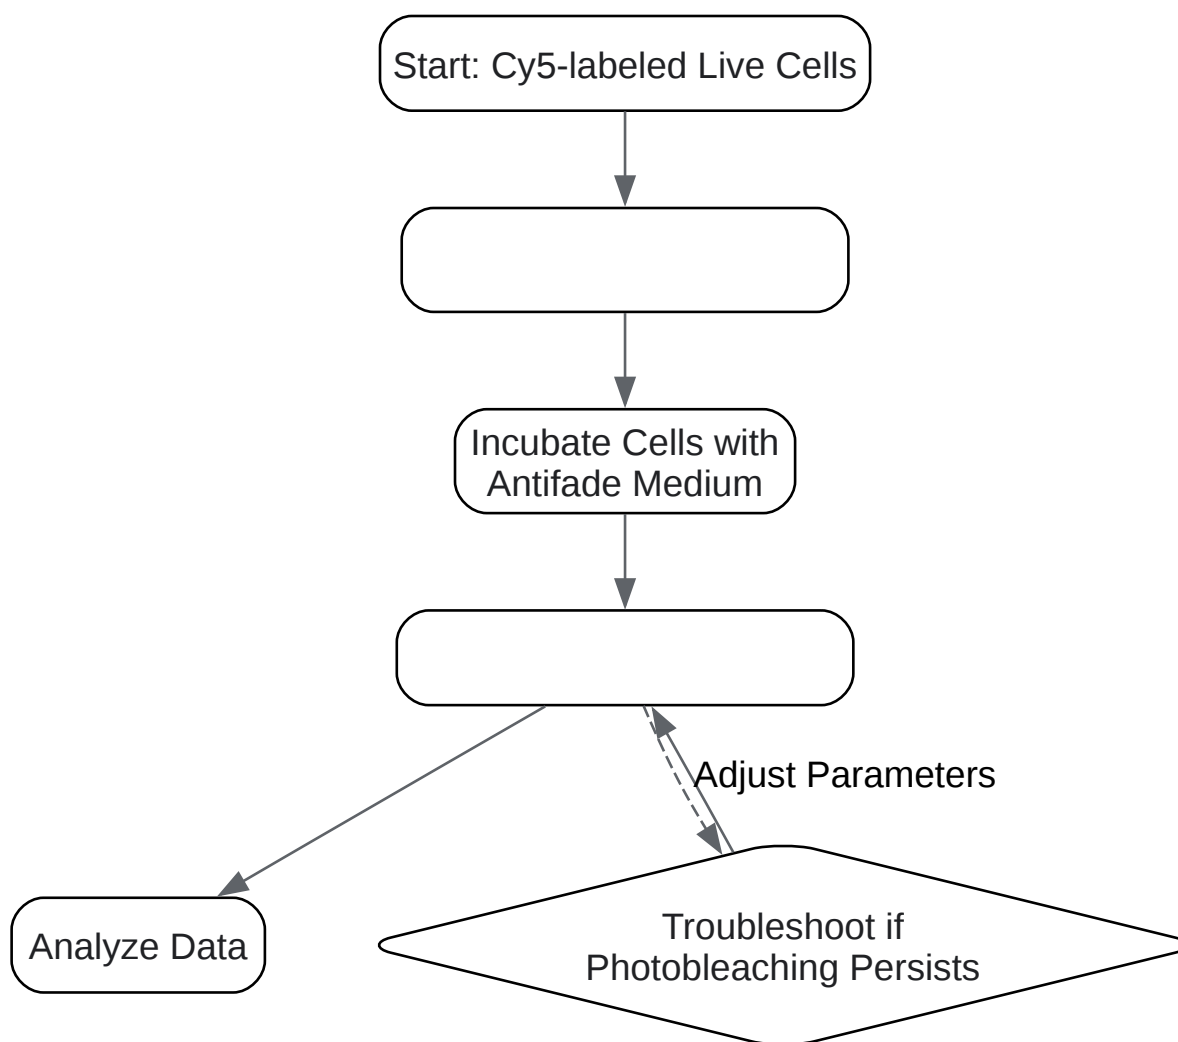 Start: Cy5-labeled Live Cells
Incubate Cells with
Antifade Medium
Adjust Parameters
Analyze Data
Troubleshoot if
Photobleaching Persists